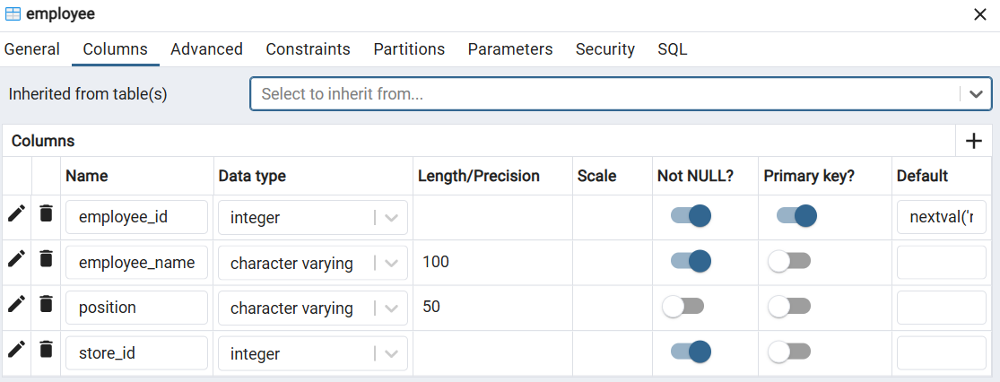 employee
General Columns Advanced Constraints Partitions Parameters Security SQL
Inherited from table(s) Select to inherit from...
Columns
Name Data type Length/Precision Scale Not NULL? Primary key? Default
employee_id integer nextval('r
employee_name character varying 100
position character varying 50
store_id integer